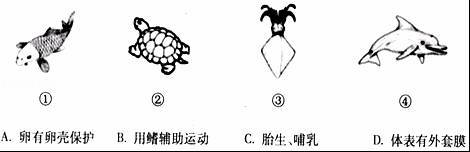 ① ② ③ ④
A. 卵有卵壳保护 B. 用鳍辅助运动 C. 胎生、哺乳 D. 体表有外套膜